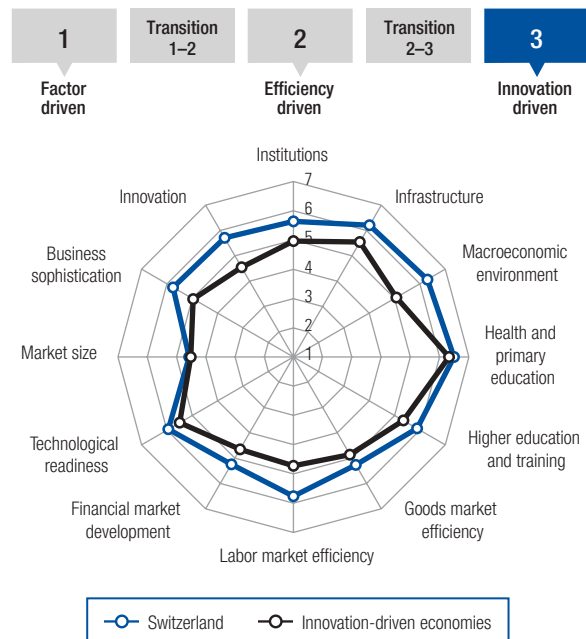 1
Transition
1–2
2
Transition
2–3
3
Factor
driven
Efficiency
driven
Innovation
driven
Institutions
7
Innovation
Infrastructure
6
Business
sophistication
5
Macroeconomic
environment
4
3
2
Market size
1
Health and
primary
education
Technological
readiness
Higher education
and training
Financial market
development
Goods market
efficiency
Labor market efficiency
Switzerland
Innovation-driven economies